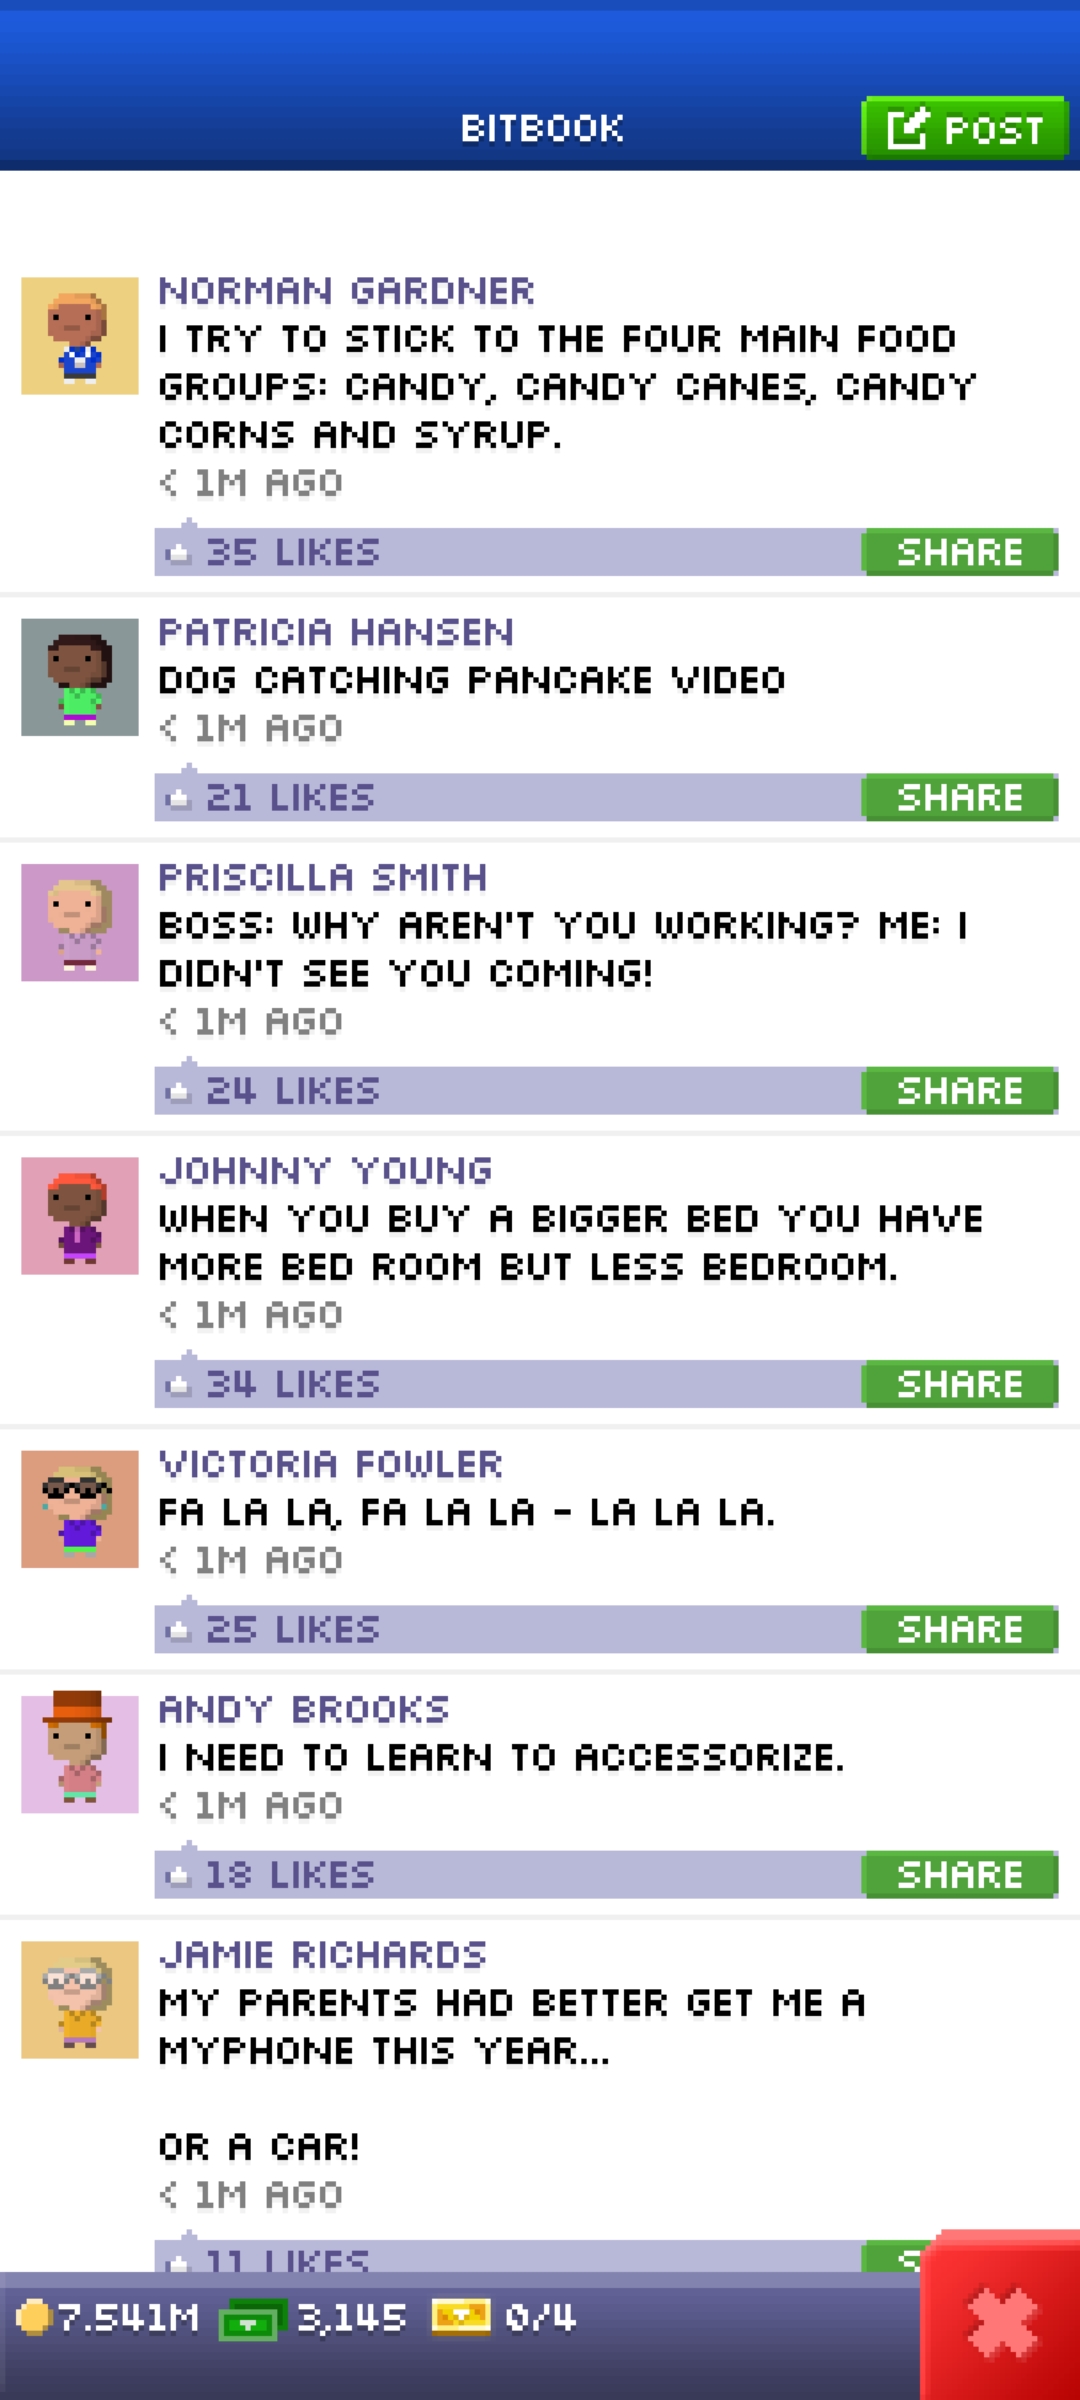 BITBOOK
POST
NORMAN GARDNER
I TRY TO STICK TO THE FOUR MAIN FOOD
GROUPS: CANDY, CANDY CANES, CANDY
CORNS AND SYRUP.
< 1M AGO
35 LIKES
SHARE
PATRICIA HANSEN
DOG CATCHING PANCAKE VIDEO
< 1M AGO
21 LIKES
SHARE
PRISCILLA SMITH
BOSS: WHY AREN'T YOU WORKING? ME: I
DIDN'T SEE YOU COMING!
< 1M AGO
24 LIKES
SHARE
JOHNNY YOUNG
WHEN YOU BUY A BIGGER BED YOU HAVE
MORE BED ROOM BUT LESS BEDROOM.
< 1M AGO
34 LIKES
SHARE
VICTORIA FOWLER
FA LA LA, FA LA LA - LA LA LA.
< 1M AGO
25 LIKES
SHARE
ANDY BROOKS
I NEED TO LEARN TO ACCESSORIZE.
< 1M AGO
18 LIKES
SHARE
JAMIE RICHARDS
MY PARENTS HAD BETTER GET ME A
MYPHONE THIS YEAR...
OR A CAR!
< 1M AGO
11 LIKES
7.541M 3,145 0/4